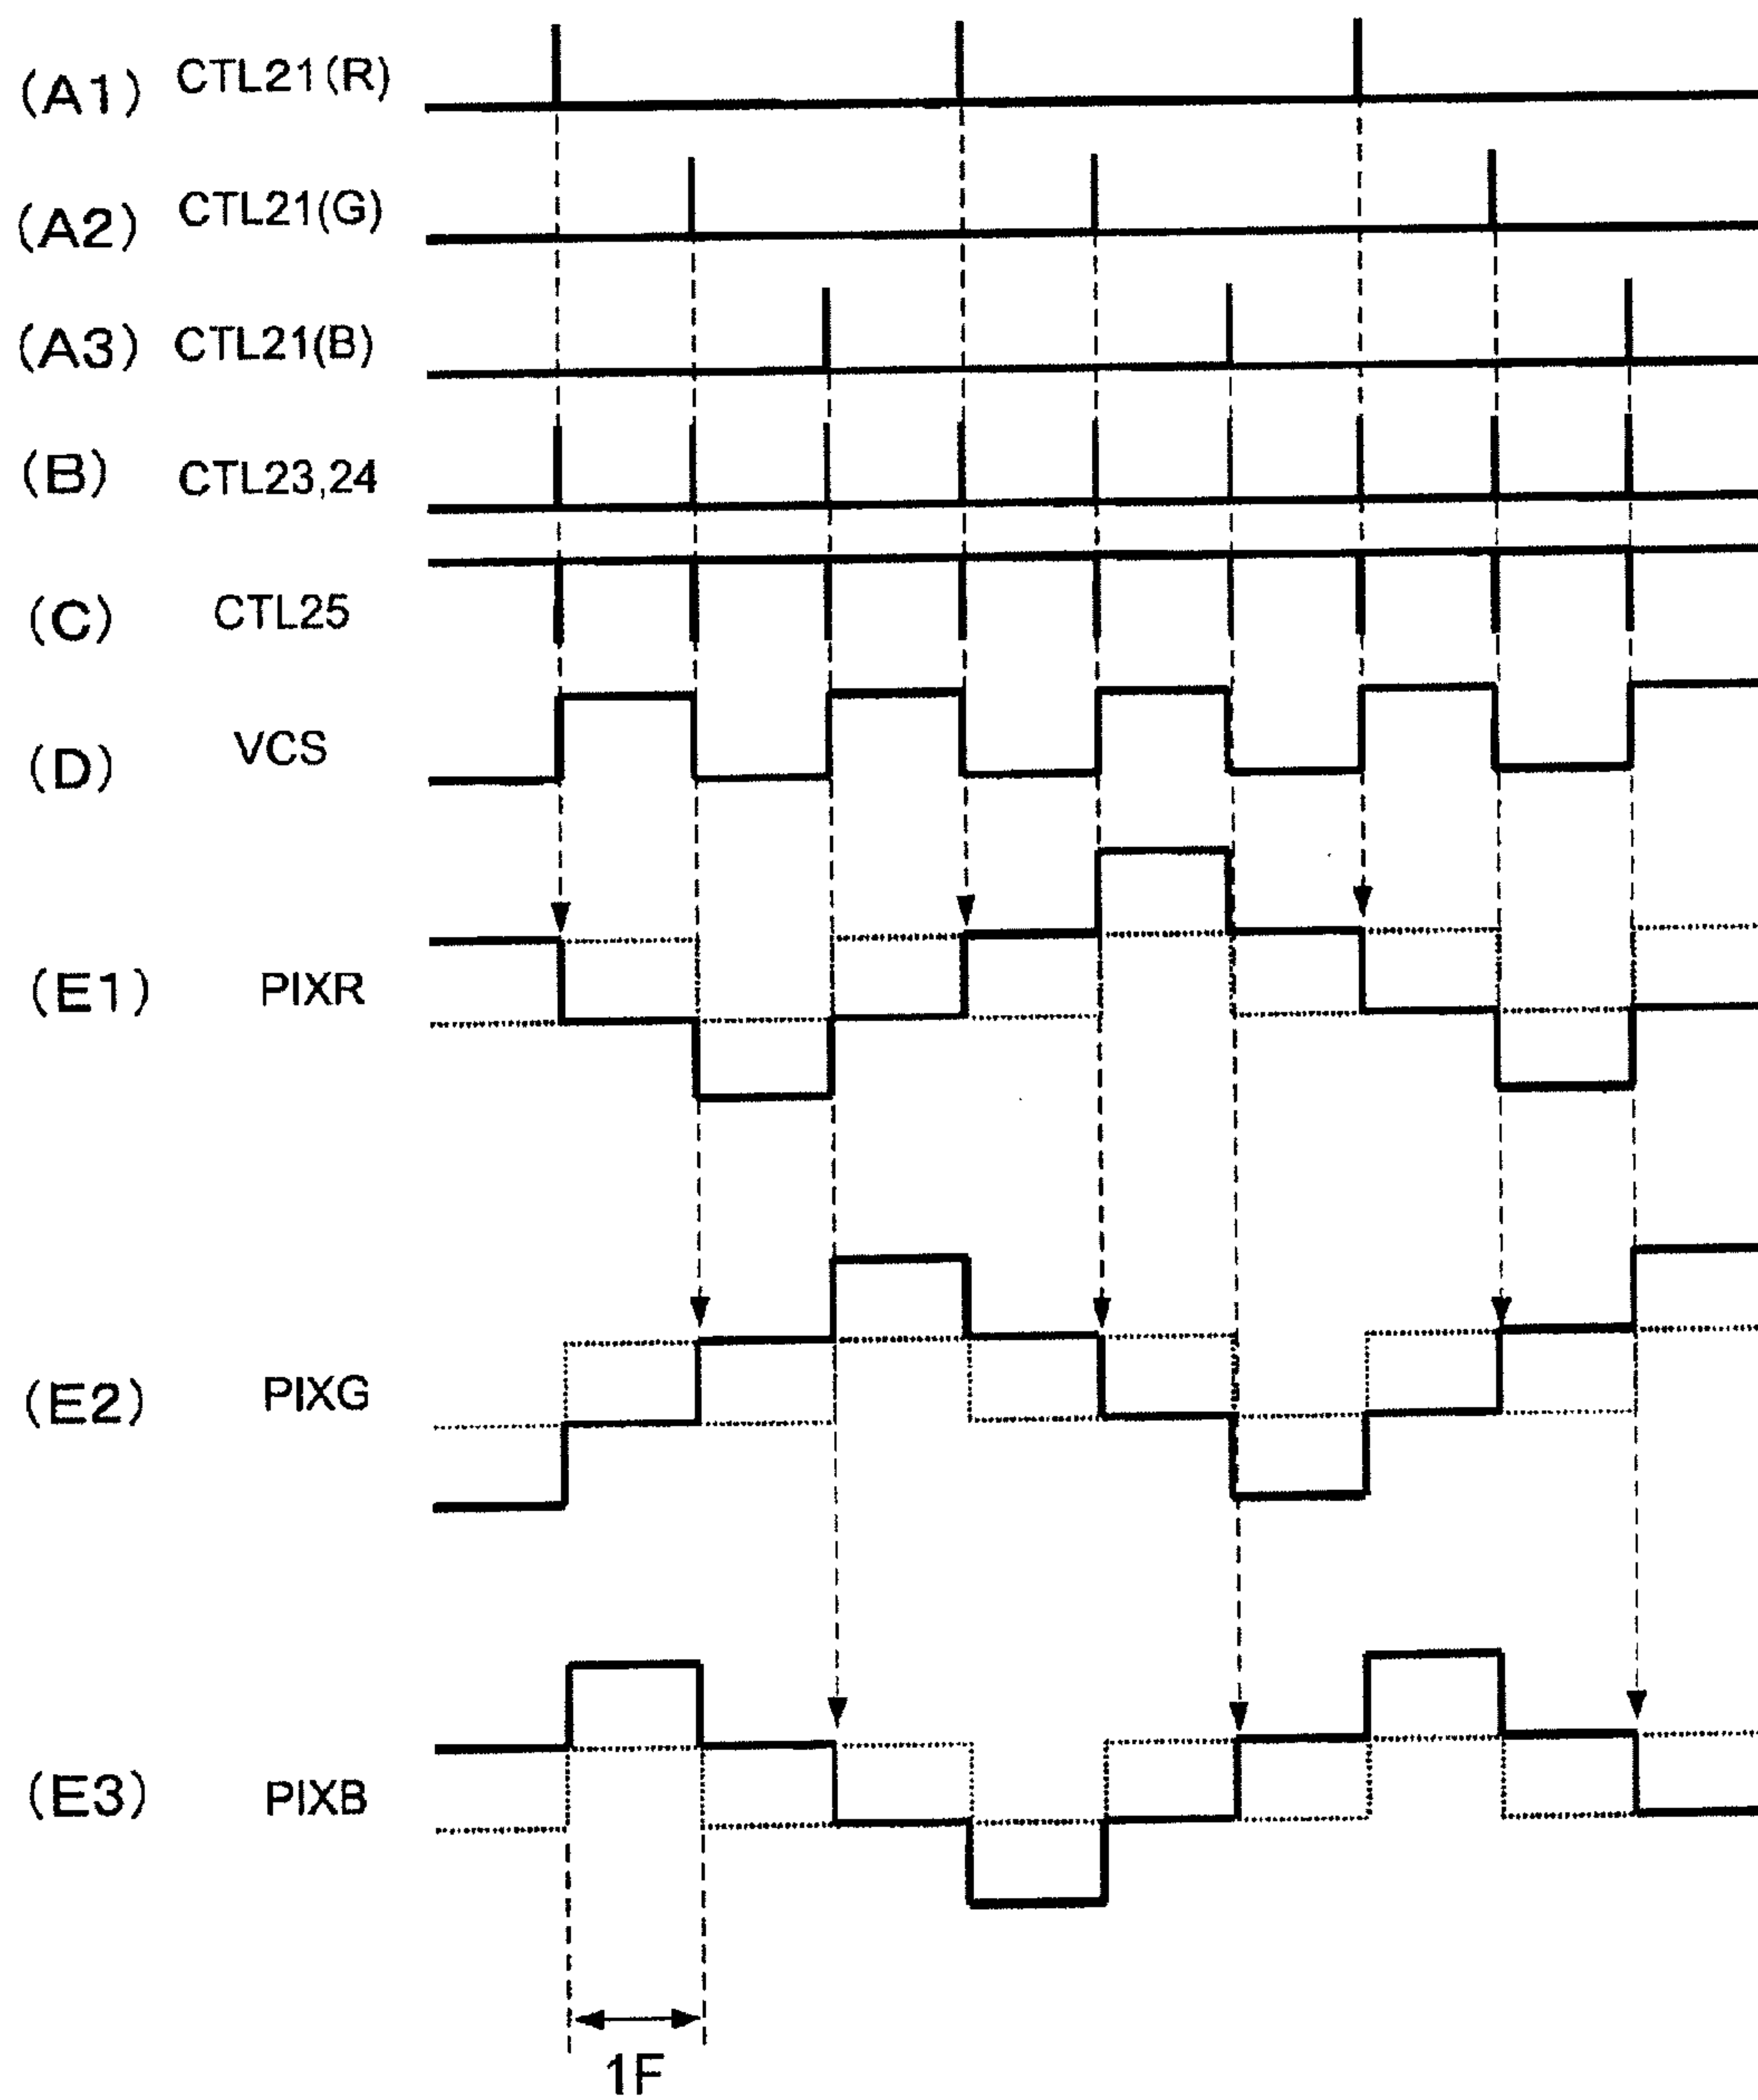 (A1) CTL21(R)
(A2) CTL21(G)
(A3) CTL21(B)
(B) CTL23,24
(C) CTL25
(D) VCS
(E1) PIXR
(E2) PIXG
(E3) PIXB
1F